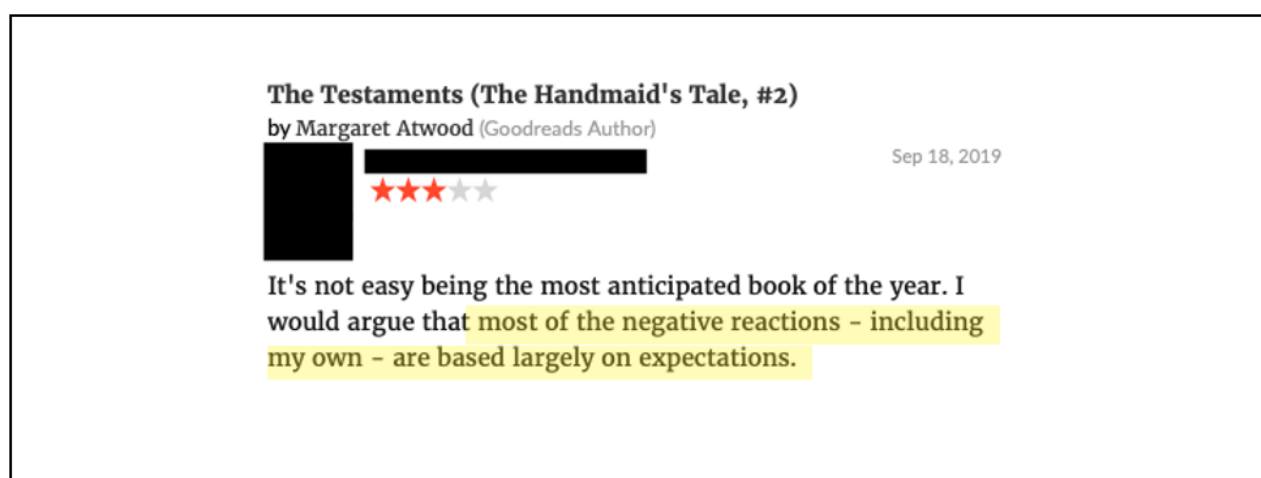 The Testaments (The Handmaid's Tale, #2)
by Margaret Atwood (Goodreads Author)
Sep 18, 2019
It's not easy being the most anticipated book of the year. I
would argue that most of the negative reactions – including
my own – are based largely on expectations.